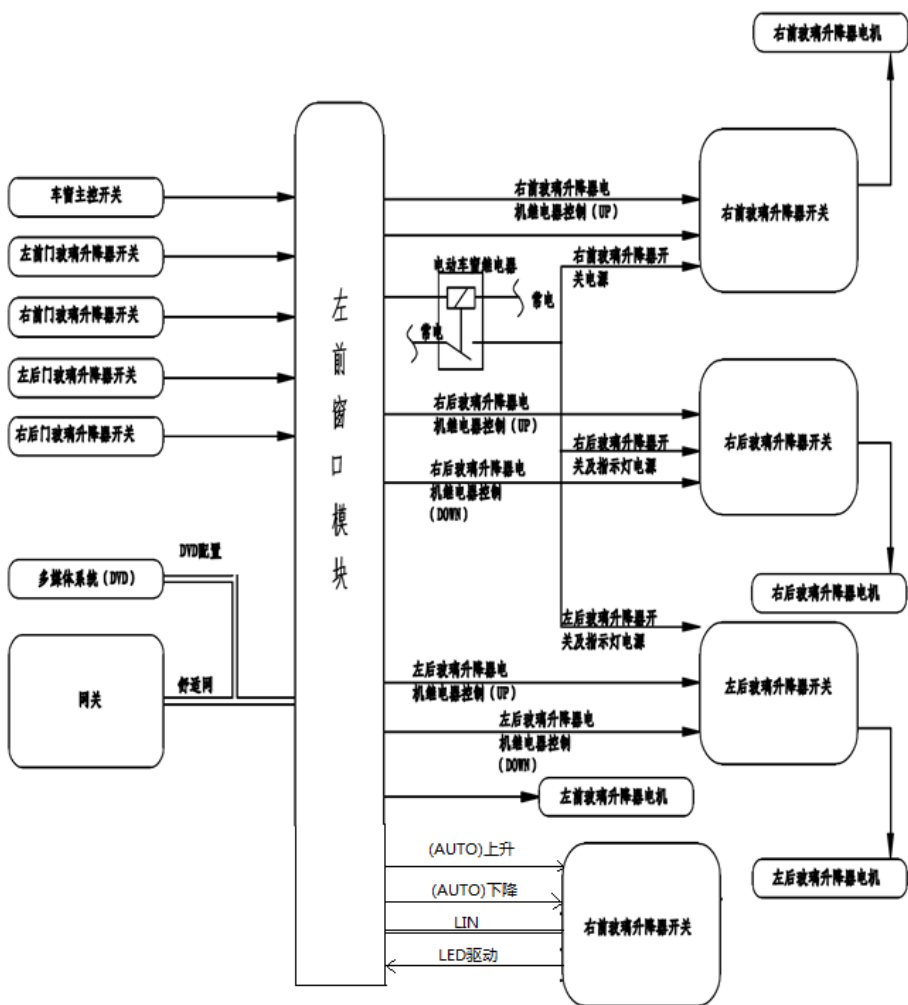 右前玻璃升降器电机
车窗主控开关
左前门玻璃升降器开关
右前门玻璃升降器开关
左后门玻璃升降器开关
右后门玻璃升降器开关
DVD配置
多媒体系统(DVD)
舒适网
网关
左前窗口模块
右前玻璃升降器电
机继电器控制(UP)
右前玻璃升降器开关
右前玻璃升降器开
关电源
电动车窗继电器
常电
常电
右后玻璃升降器电
机继电器控制(UP)
右后玻璃升降器开
关及指示灯电源
右后玻璃升降器电
机继电器控制
(DOWN)
右后玻璃升降器开关
右后玻璃升降器电机
左后玻璃升降器开
关及指示灯电源
左后玻璃升降器电
机继电器控制(UP)
左后玻璃升降器电
机继电器控制
(DOWN)
左后玻璃升降器开关
左前玻璃升降器电机
左后玻璃升降器电机
(AUTO)上升
(AUTO)下降
LIN
LED驱动
右前玻璃升降器开关